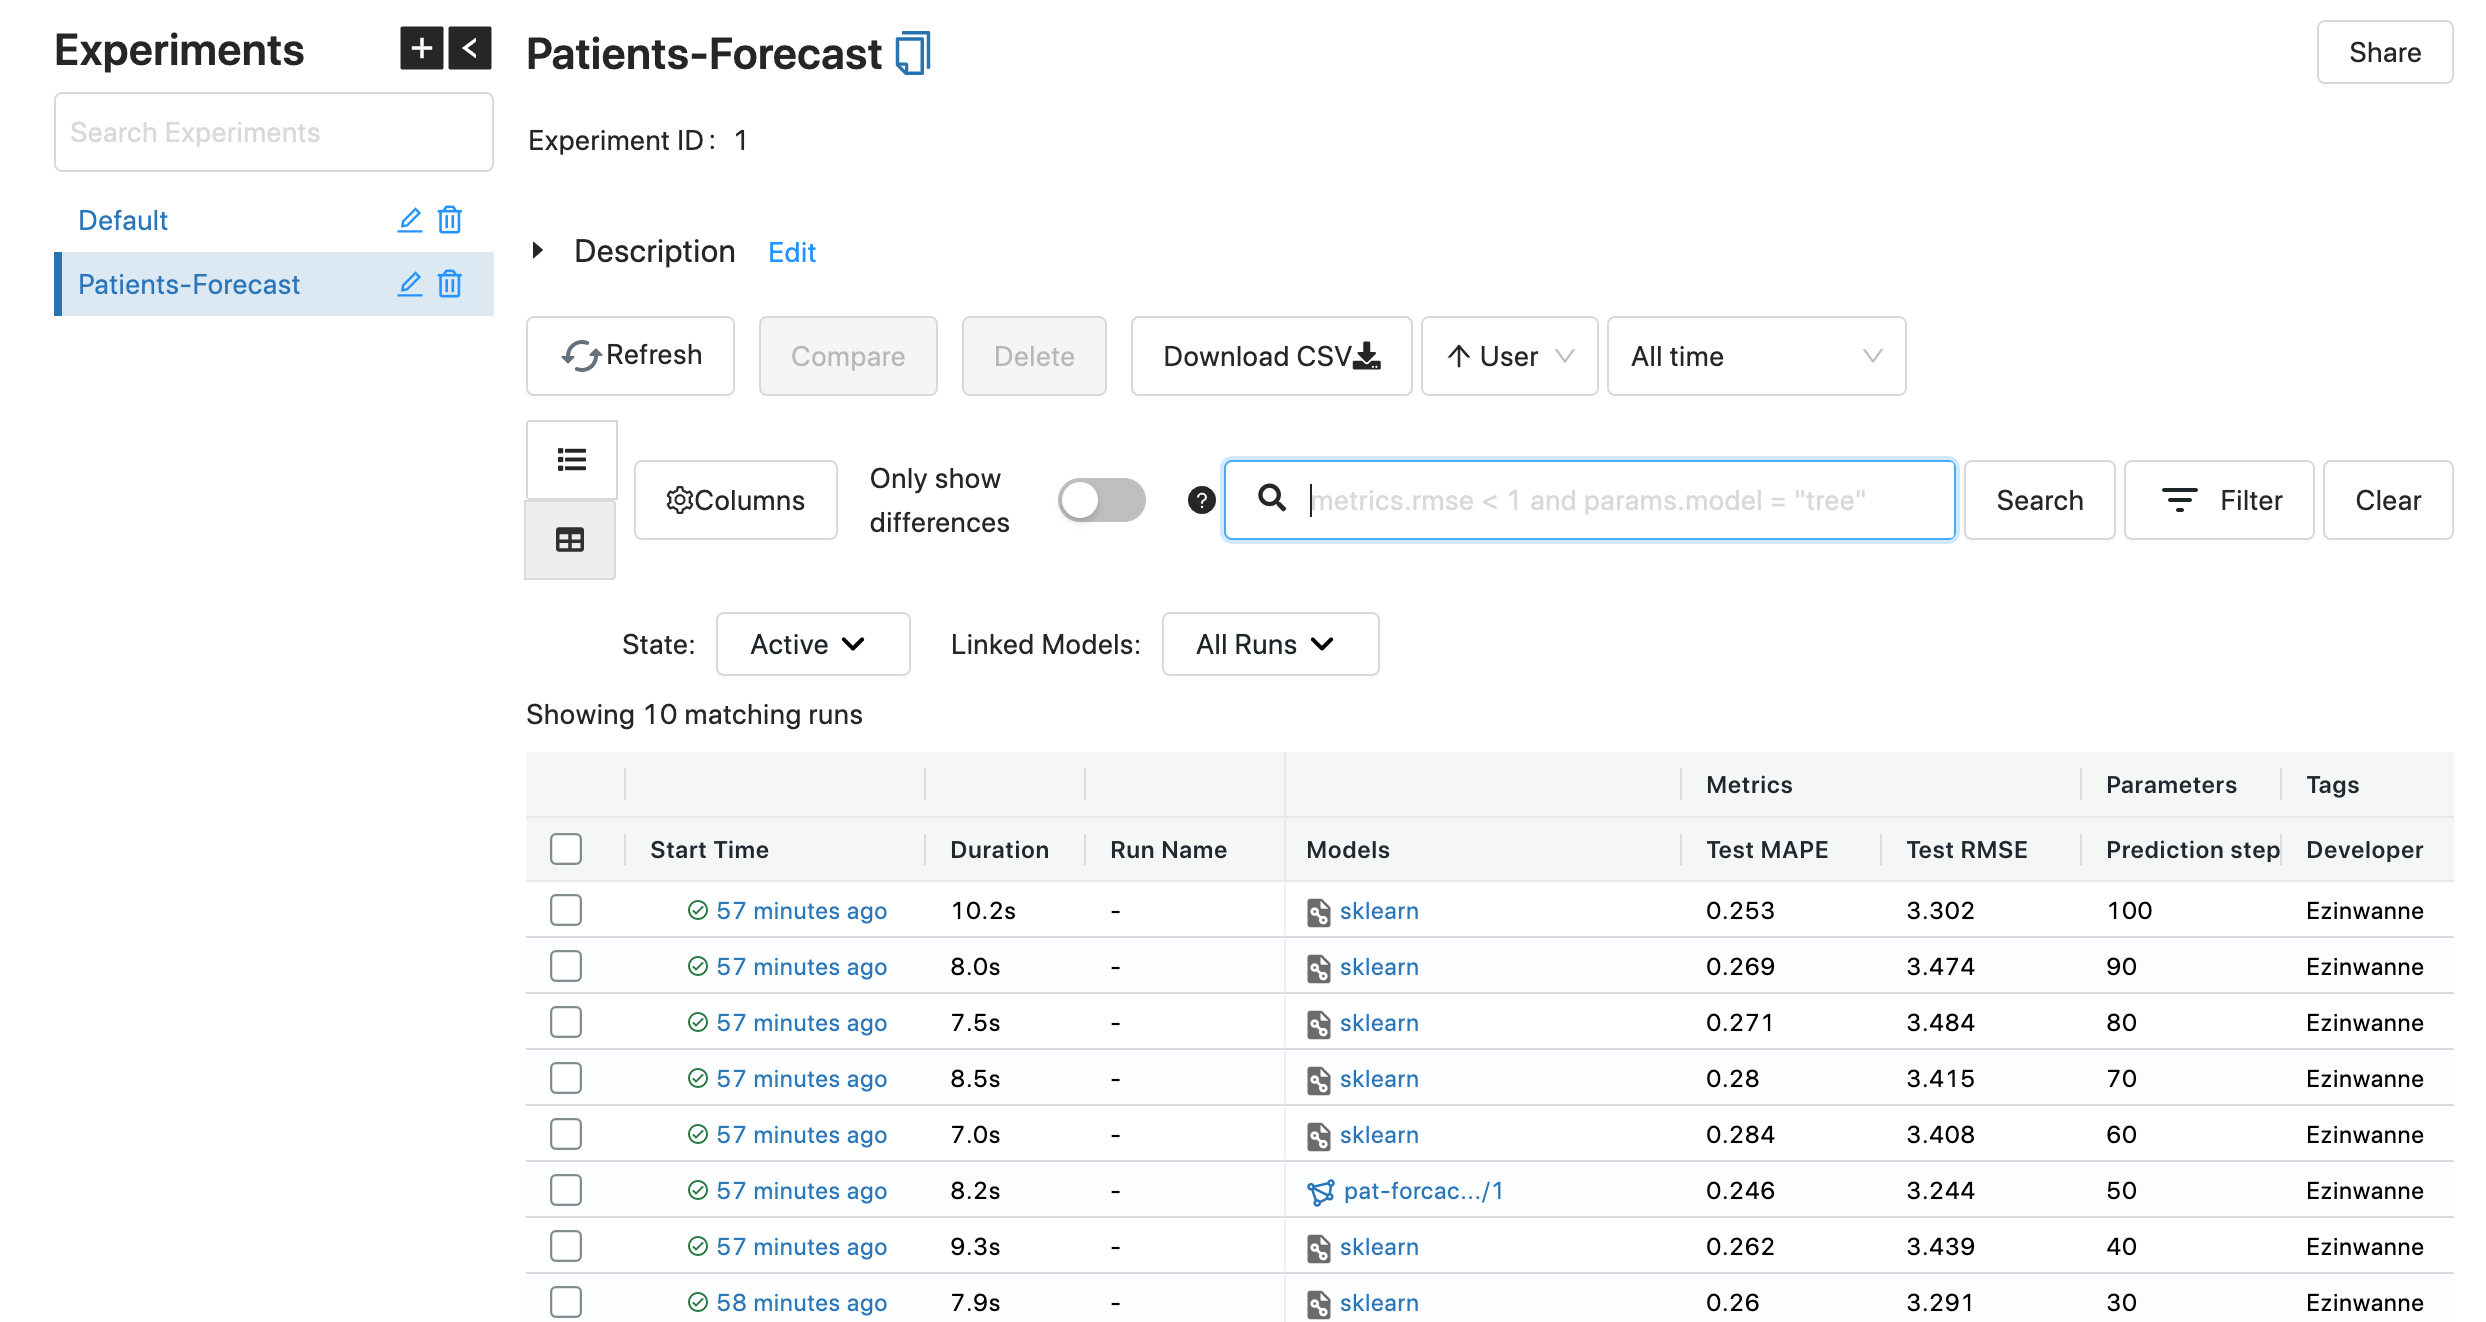 Experiments
Search Experiments
Default
Patients-Forecast
Patients-Forecast
Share
Experiment ID: 1
Description Edit
Refresh Compare Delete Download CSV User All time
Columns
Only show
differences
metrics.rmse < 1 and params.model = "tree"
Search Filter Clear
State: Active Linked Models: All Runs
Showing 10 matching runs
Metrics Parameters Tags
Start Time Duration Run Name Models Test MAPE Test RMSE Prediction step Developer
57 minutes ago 10.2s - sklearn 0.253 3.302 100 Ezinwanne
57 minutes ago 8.0s - sklearn 0.269 3.474 90 Ezinwanne
57 minutes ago 7.5s - sklearn 0.271 3.484 80 Ezinwanne
57 minutes ago 8.5s - sklearn 0.28 3.415 70 Ezinwanne
57 minutes ago 7.0s - sklearn 0.284 3.408 60 Ezinwanne
57 minutes ago 8.2s - pat-forcac.../1 0.246 3.244 50 Ezinwanne
57 minutes ago 9.3s - sklearn 0.262 3.439 40 Ezinwanne
58 minutes ago 7.9s - sklearn 0.26 3.291 30 Ezinwanne